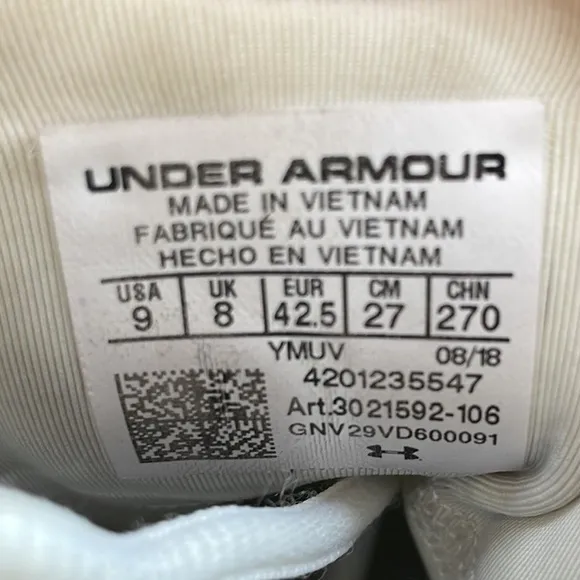 UNDER ARMOUR
MADE IN VIETNAM
FABRIQUÉ AU VIETNAM
HECHO EN VIETNAM
USA UK EUR CM CHN
9 8 42.5 27 270
YMUV 08/18
4201235547
Art.3021592-106
GNV29VD600091